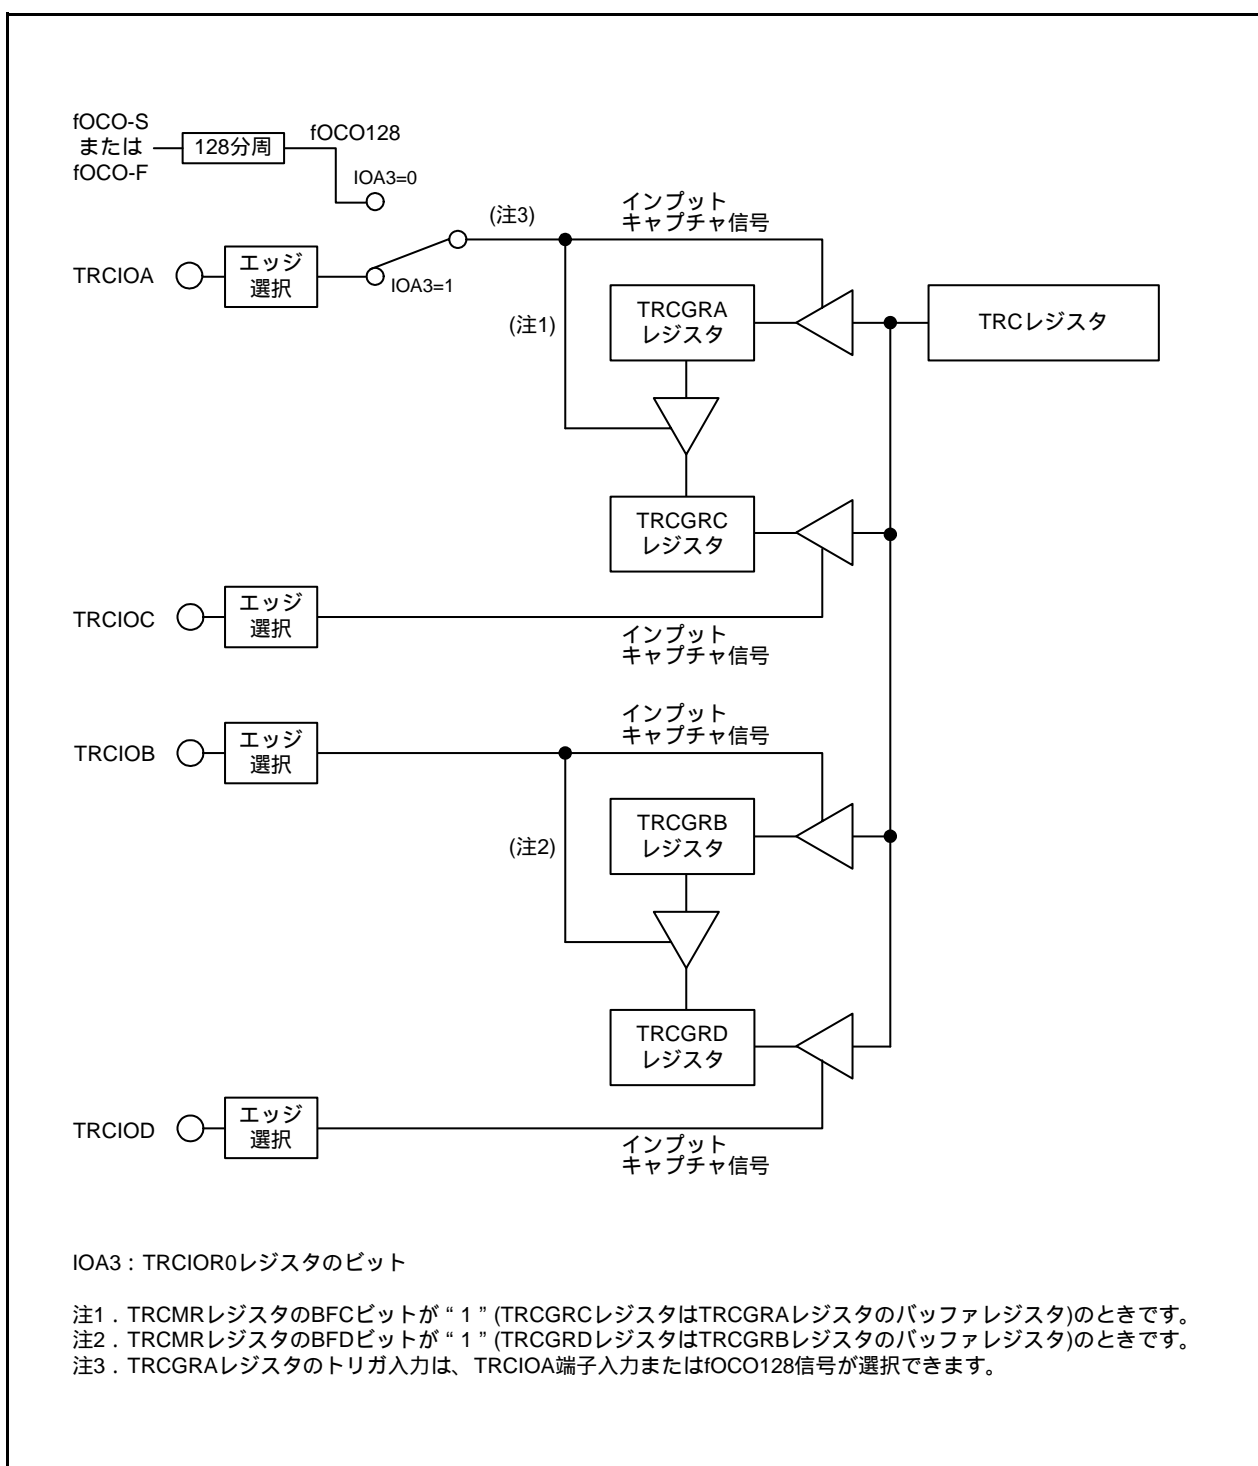 fOCO-S
または
fOCO-F
128分周
fOCO128
IOA3=0
(注3)
インプット
キャプチャ信号
TRCIOA
エッジ
選択
IOA3=1
(注1)
TRCGRA
レジスタ
TRCレジスタ
TRCGRC
レジスタ
TRCIOC
エッジ
選択
インプット
キャプチャ信号
TRCIOB
エッジ
選択
インプット
キャプチャ信号
(注2)
TRCGRB
レジスタ
TRCGRD
レジスタ
TRCIOD
エッジ
選択
インプット
キャプチャ信号
IOA3：TRCIOR0レジスタのビット
注1．TRCMRレジスタのBFCビットが“1”(TRCGRCレジスタはTRCGRAレジスタのバッファレジスタ)のときです。
注2．TRCMRレジスタのBFDビットが“1”(TRCGRDレジスタはTRCGRBレジスタのバッファレジスタ)のときです。
注3．TRCGRAレジスタのトリガ入力は、TRCIOA端子入力またはfOCO128信号が選択できます。